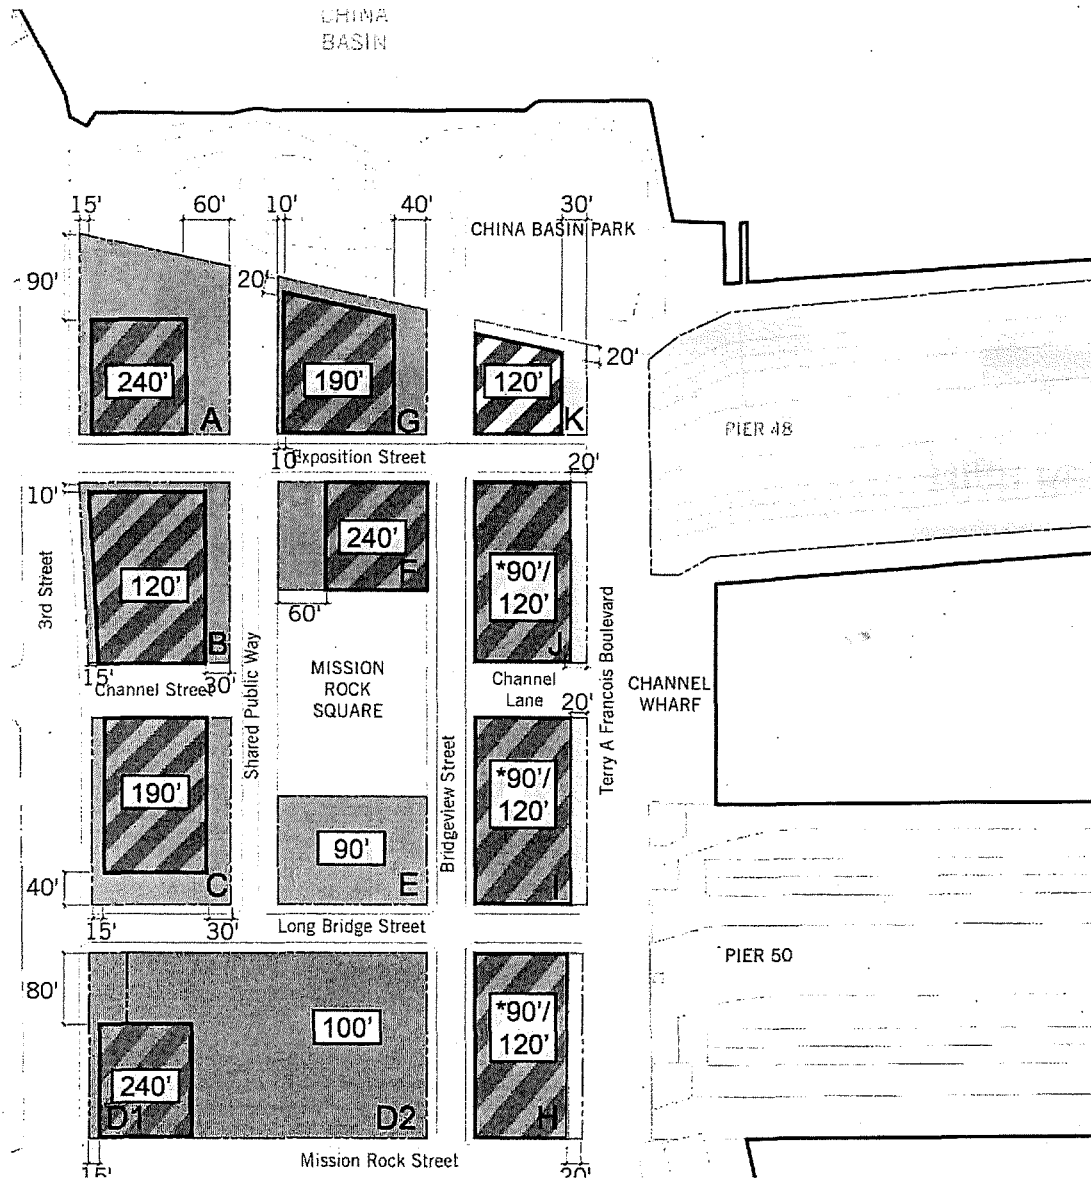 CHINA
BASIN
15'
60'
10'
40'
30'
CHINA BASIN PARK
90'
20'
20'
240'
190'
120'
A
G
K
PIER 48
10'
Exposition Street
20'
10'
3rd Street
240'
F
120'
*90'/
120'
60'
B
J
15'
30'
Channel Street
Shared Public Way
MISSION
ROCK
SQUARE
Channel
Lane
20'
Terry A Francois Boulevard
CHANNEL
WHARF
Bridgeview Street
190'
*90'/
120'
90'
C
E
I
40'
15'
30'
Long Bridge Street
PIER 50
80'
100'
*90'/
120'
240'
D1
D2
H
Mission Rock Street
15'
20'